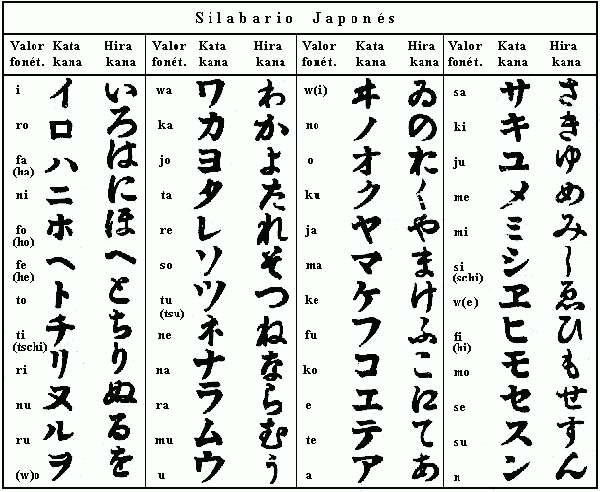 Silabario Japonés
Valor Kata Hira Valor Kata Hira Valor Kata Hira Valor Kata Hira
fonét. kana kana fonét. kana kana fonét. kana kana fonét. kana kana
i イ い wa ワ わ w(i) ヰ ゐ sa サ さ
ro ロ ろ ka カ か no ノ の ki キ き
fa (ha) ハ は jo ヨ よ o オ お ju ユ ゆ
ni ニ に ta タ た ku ク く me メ め
fo (ho) ホ ほ re レ れ ja ヤ や mi ミ み
fe (he) ヘ へ so ソ そ ma マ ま si (schi) シ し
to ト と tu (tsu) ツ つ ke ケ け w(e) ヱ ゑ
ti (tschi) チ ち ne ネ ね fu フ ふ fi (hi) ヒ ひ
ri リ り na ナ な ko コ こ mo モ も
nu ヌ ぬ ra ラ ら e エ se セ せ
ru ル る mu ム む te テ て su ス す
(w)o ヲ を u ウ う a ア あ n ン ん